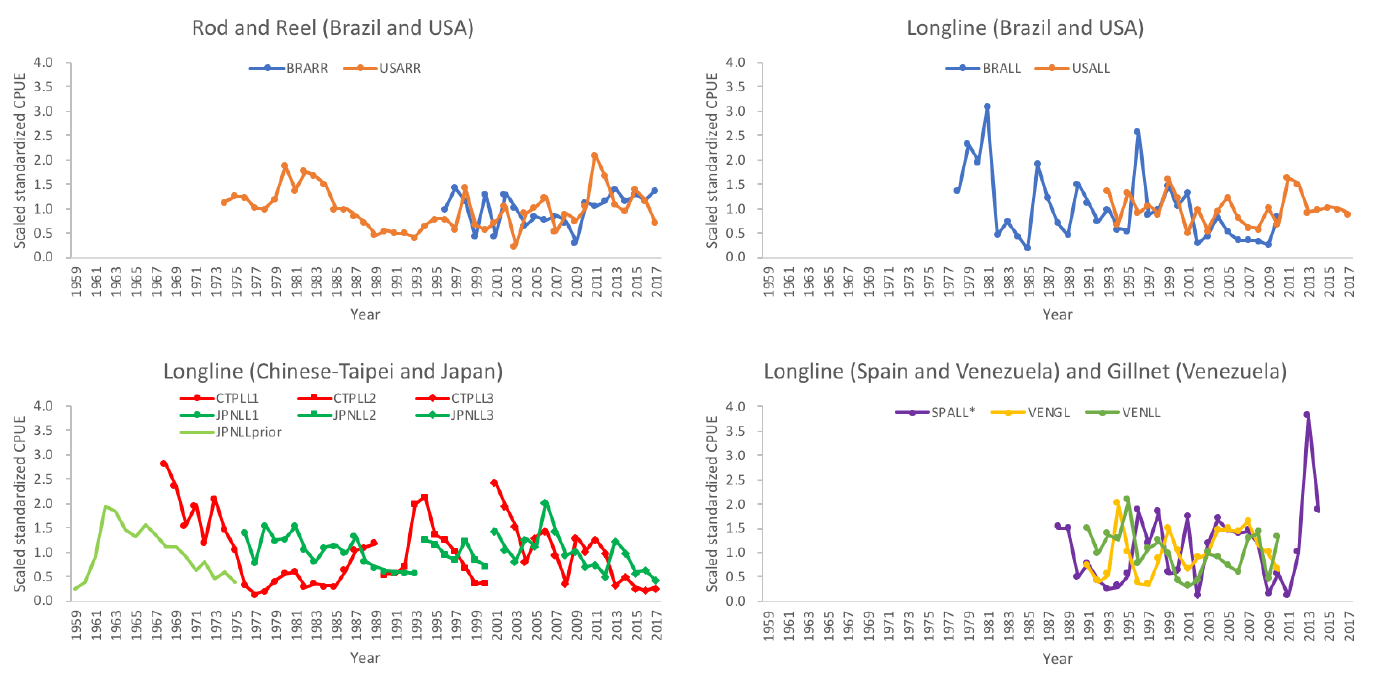 Rod and Reel (Brazil and USA)
BRARR USARR
Scaled standardized CPUE
4.0
3.5
3.0
2.5
2.0
1.5
1.0
0.5
0.0
1959 1961 1963 1965 1967 1969 1971 1973 1975 1977 1979 1981 1983 1985 1987 1989 1991 1993 1995 1997 1999 2001 2003 2005 2007 2009 2011 2013 2015 2017
Year
Longline (Brazil and USA)
BRALL USALL
Scaled standardized CPUE
4.0
3.5
3.0
2.5
2.0
1.5
1.0
0.5
0.0
1959 1961 1963 1965 1967 1969 1971 1973 1975 1977 1979 1981 1983 1985 1987 1989 1991 1993 1995 1997 1999 2001 2003 2005 2007 2009 2011 2013 2015 2017
Year
Longline (Chinese-Taipei and Japan)
CTPLL1 CTPLL2 CTPLL3
JPNLL1 JPNLL2 JPNLL3
JPNLLprior
Scaled standardized CPUE
4.0
3.5
3.0
2.5
2.0
1.5
1.0
0.5
0.0
1959 1961 1963 1965 1967 1969 1971 1973 1975 1977 1979 1981 1983 1985 1987 1989 1991 1993 1995 1997 1999 2001 2003 2005 2007 2009 2011 2013 2015 2017
Year
Longline (Spain and Venezuela) and Gillnet (Venezuela)
SPALL* VENGL VENLL
Scaled standardized CPUE
4.0
3.5
3.0
2.5
2.0
1.5
1.0
0.5
0.0
1959 1961 1963 1965 1967 1969 1971 1973 1975 1977 1979 1981 1983 1985 1987 1989 1991 1993 1995 1997 1999 2001 2003 2005 2007 2009 2011 2013 2015 2017
Year